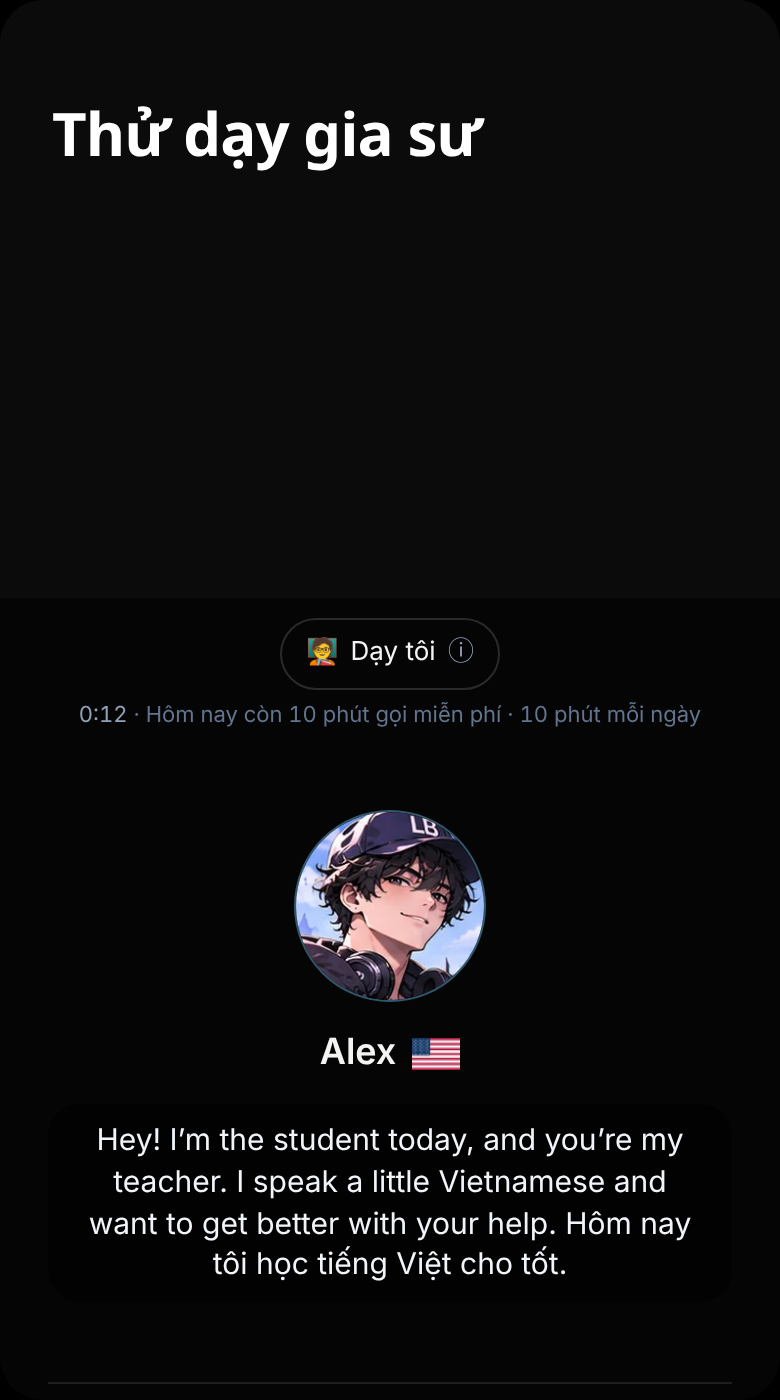 Thử dạy gia sư
Dạy tôi ⓘ
0:12 · Hôm nay còn 10 phút gọi miễn phí · 10 phút mỗi ngày
LB
Alex
Hey! I’m the student today, and you’re my
teacher. I speak a little Vietnamese and
want to get better with your help. Hôm nay
tôi học tiếng Việt cho tốt.